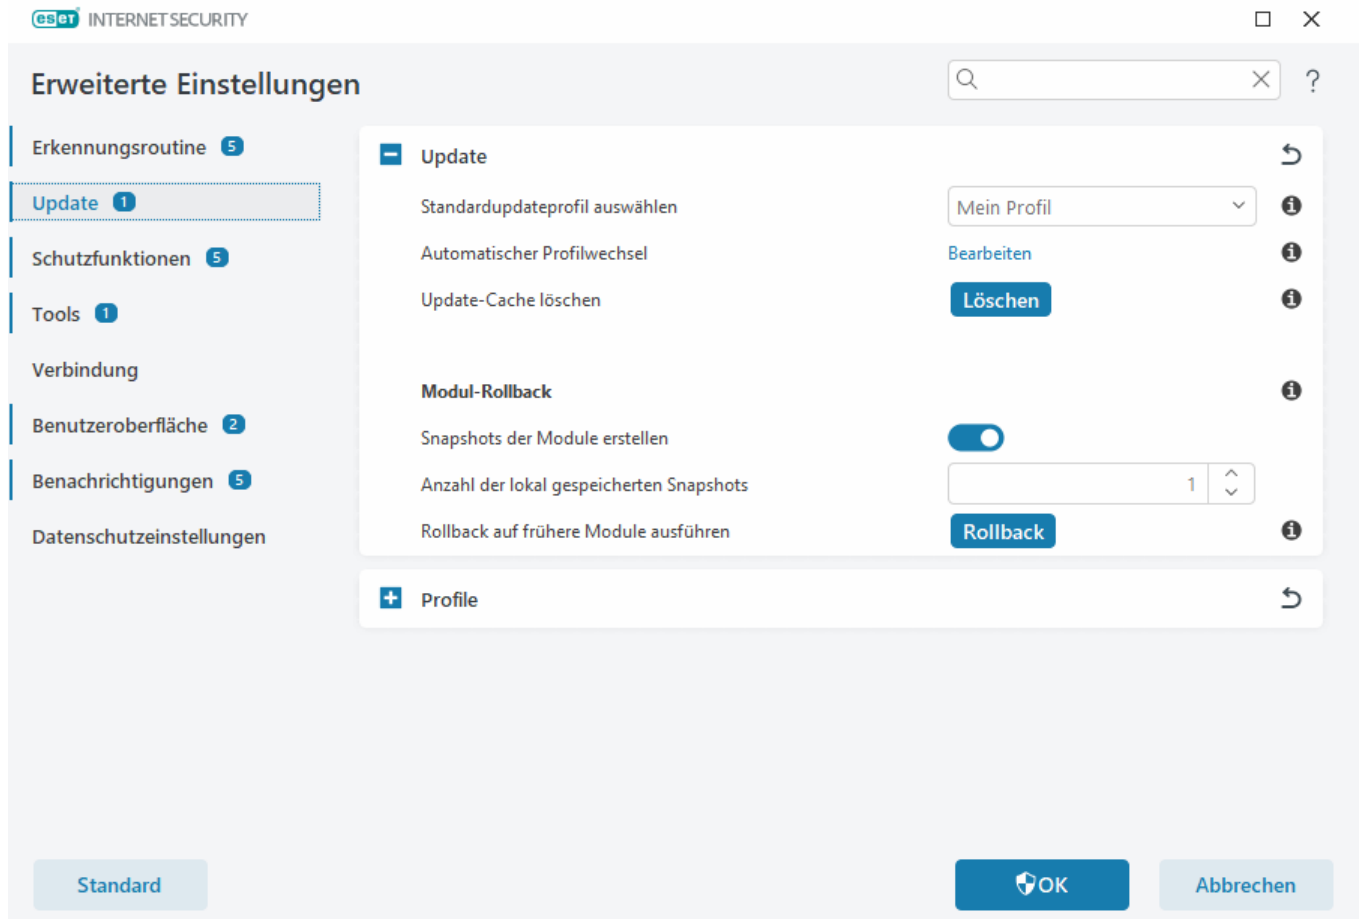 eset INTERNET SECURITY
Erweiterte Einstellungen
?
Erkennungsroutine 5
Update 1
Schutzfunktionen 5
Tools 1
Verbindung
Benutzeroberfläche 2
Benachrichtigungen 5
Datenschutzeinstellungen
Update
Standardupdateprofil auswählen Mein Profil
Automatischer Profilwechsel Bearbeiten
Update-Cache löschen Löschen
Modul-Rollback
Snapshots der Module erstellen
Anzahl der lokal gespeicherten Snapshots 1
Rollback auf frühere Module ausführen Rollback
Profile
Standard OK Abbrechen